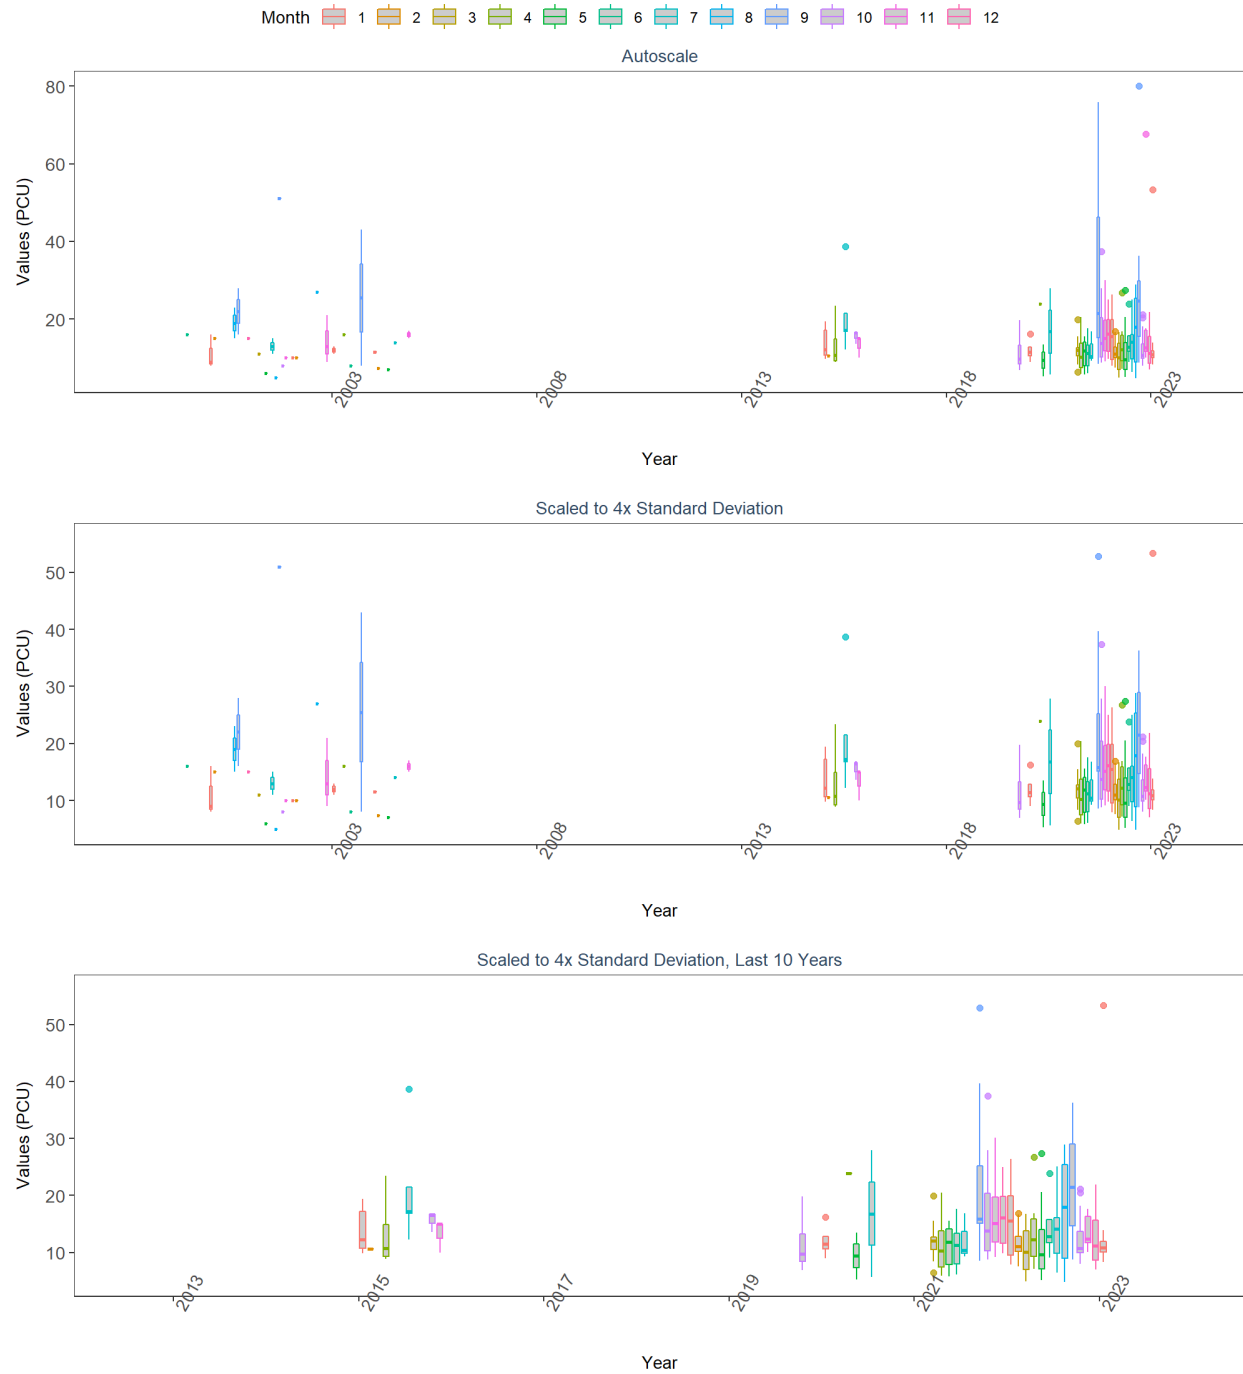 Month 1 2 3 4 5 6 7 8 9 10 11 12
Autoscale
Values (PCU)
80
60
40
20
2003 2008 2013 2018 2023
Year
Scaled to 4x Standard Deviation
Values (PCU)
50
40
30
20
10
2003 2008 2013 2018 2023
Year
Scaled to 4x Standard Deviation, Last 10 Years
Values (PCU)
50
40
30
20
10
2013 2015 2017 2019 2021 2023
Year